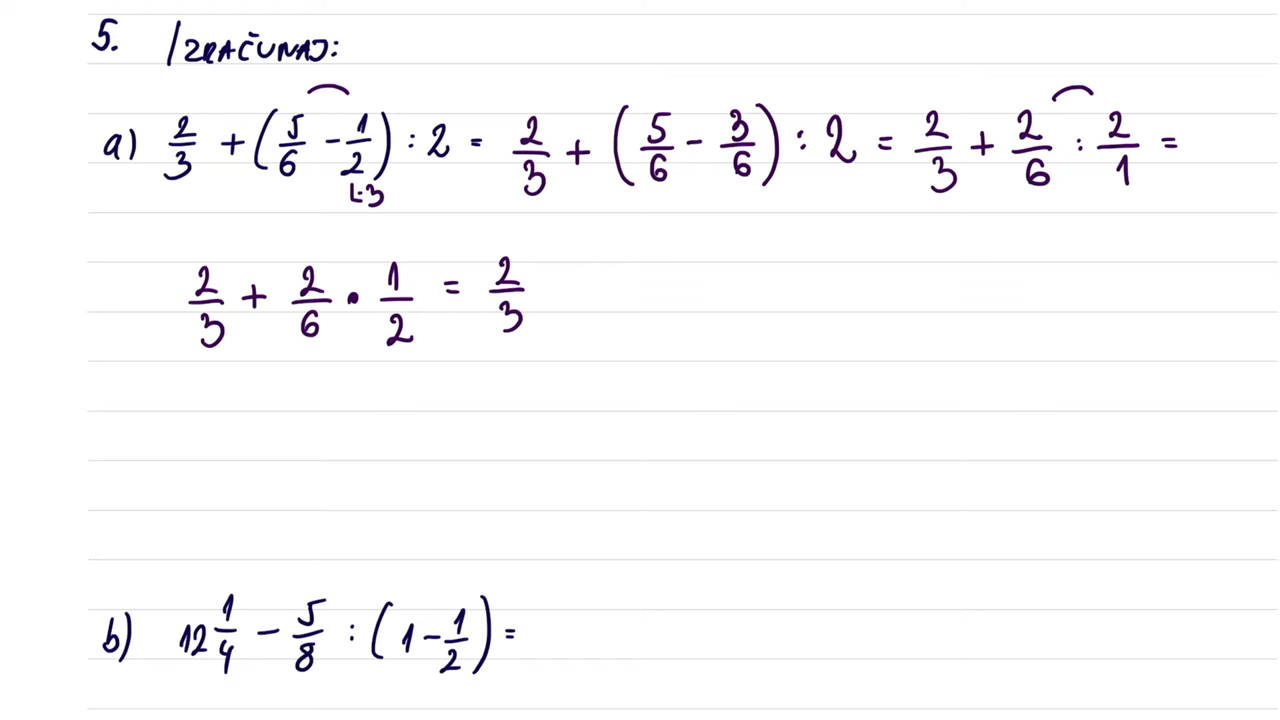 5. IZRAČUNAJ:
a) 2/3 + (5/6 - 1/2) : 2 = 2/3 + (5/6 - 3/6) : 2 = 2/3 + 2/6 : 2/1 =
2/3 + 2/6 · 1/2 = 2/3
b) 12 1/4 - 5/8 : (1 - 1/2) =